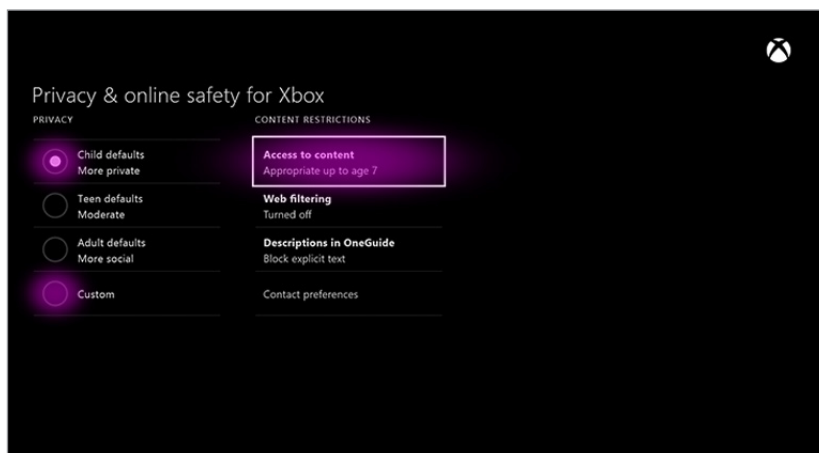 Privacy & online safety for Xbox
PRIVACY
Child defaults
More private
Teen defaults
Moderate
Adult defaults
More social
Custom
CONTENT RESTRICTIONS
Access to content
Appropriate up to age 7
Web filtering
Turned off
Descriptions in OneGuide
Block explicit text
Contact preferences